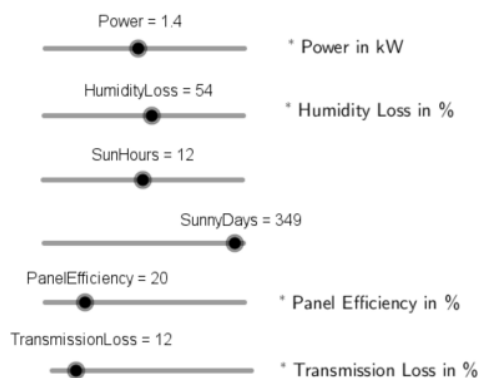 Power = 1.4
* Power in kW
HumidityLoss = 54
* Humidity Loss in %
SunHours = 12
SunnyDays = 349
PanelEfficiency = 20
* Panel Efficiency in %
TransmissionLoss = 12
* Transmission Loss in %